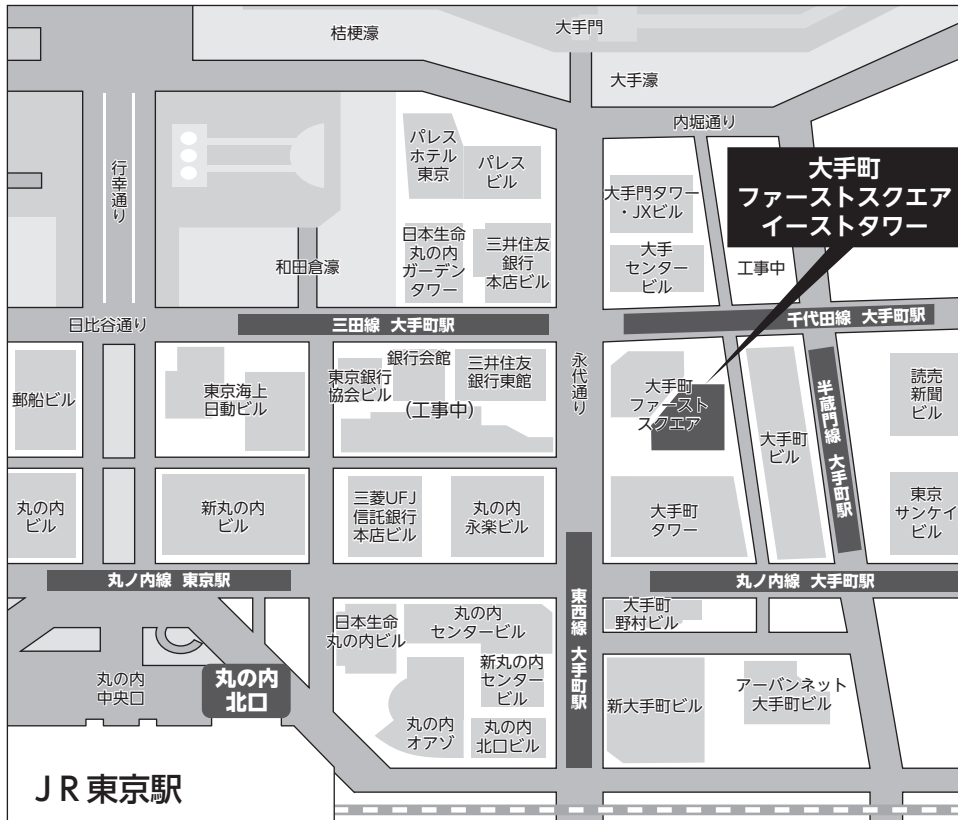 桔梗濠
大手門
大手濠
内堀通り
行幸通り
パレス
ホテル
東京
パレス
ビル
大手門タワー
・JXビル
大手町
ファーストスクエア
イーストタワー
和田倉濠
日本生命
丸の内
ガーデン
タワー
三井住友
銀行
本店ビル
大手
センター
ビル
工事中
日比谷通り
三田線 大手町駅
千代田線 大手町駅
郵船ビル
東京海上
日動ビル
東京銀行
協会ビル
銀行会館
三井住友
銀行東館
(工事中)
永代通り
大手町
ファースト
スクエア
大手町
ビル
半蔵門線 大手町駅
読売
新聞
ビル
丸の内
ビル
新丸の内
ビル
三菱UFJ
信託銀行
本店ビル
丸の内
永楽ビル
大手町
タワー
東京
サンケイ
ビル
丸ノ内線 東京駅
東西線 大手町駅
丸ノ内線 大手町駅
日本生命
丸の内ビル
丸の内
センタービル
大手町
野村ビル
丸の内
中央口
丸の内
北口
新丸の内
センター
ビル
丸の内
オアゾ
丸の内
北口ビル
新大手町ビル
アーバンネット
大手町ビル
JR東京駅